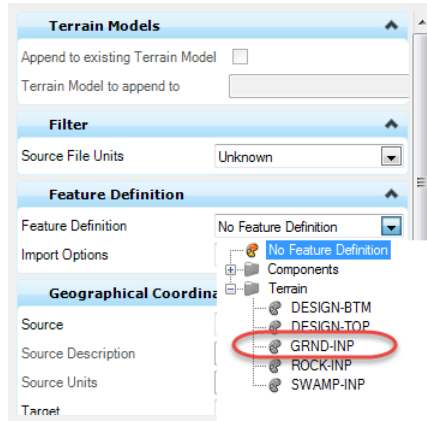 Terrain Models
Append to existing Terrain Model
Terrain Model to append to
Filter
Source File Units Unknown
Feature Definition
Feature Definition No Feature Definition
Import Options
No Feature Definition
Components
Terrain
DESIGN-BTM
DESIGN-TOP
GRND-INP
ROCK-INP
SWAMP-INP
Geographical Coordina
Source
Source Description
Source Units
Target